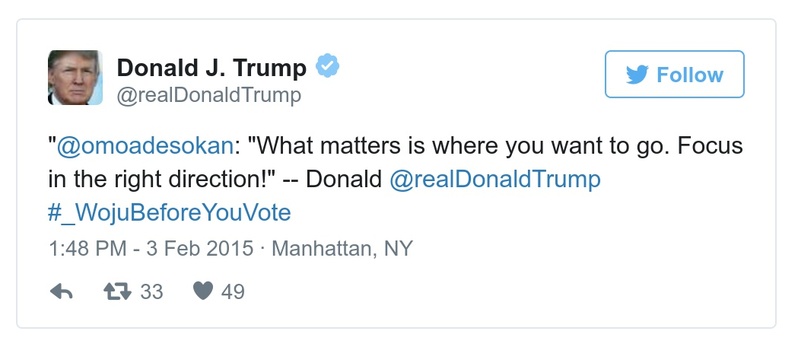 Donald J. Trump
@realDonaldTrump
Follow
"@omoadesokan: "What matters is where you want to go. Focus
in the right direction!" -- Donald @realDonaldTrump
#_WojuBeforeYouVote
1:48 PM - 3 Feb 2015 · Manhattan, NY
33 49